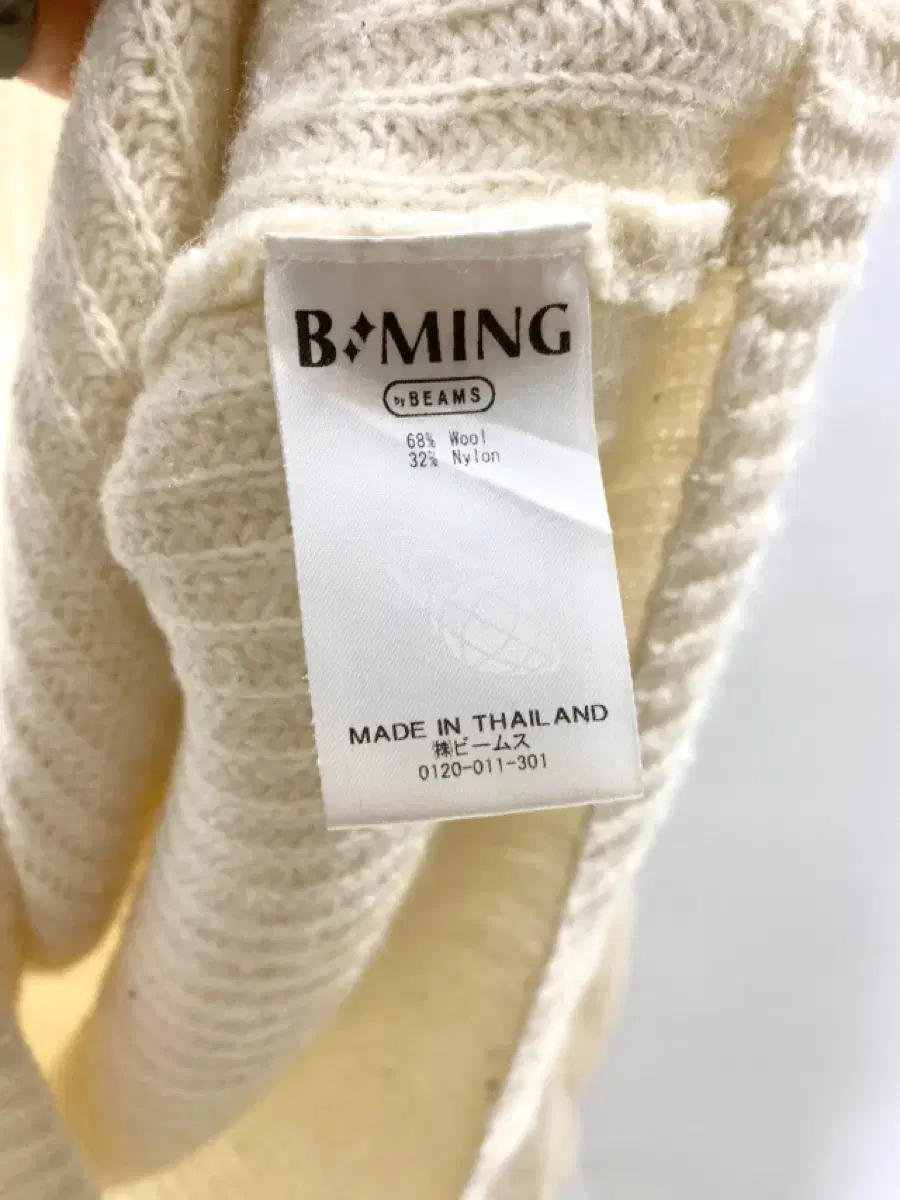 B MING
by BEAMS
68% Wool
32% Nylon
MADE IN THAILAND
㈱ビームス
0120-011-301